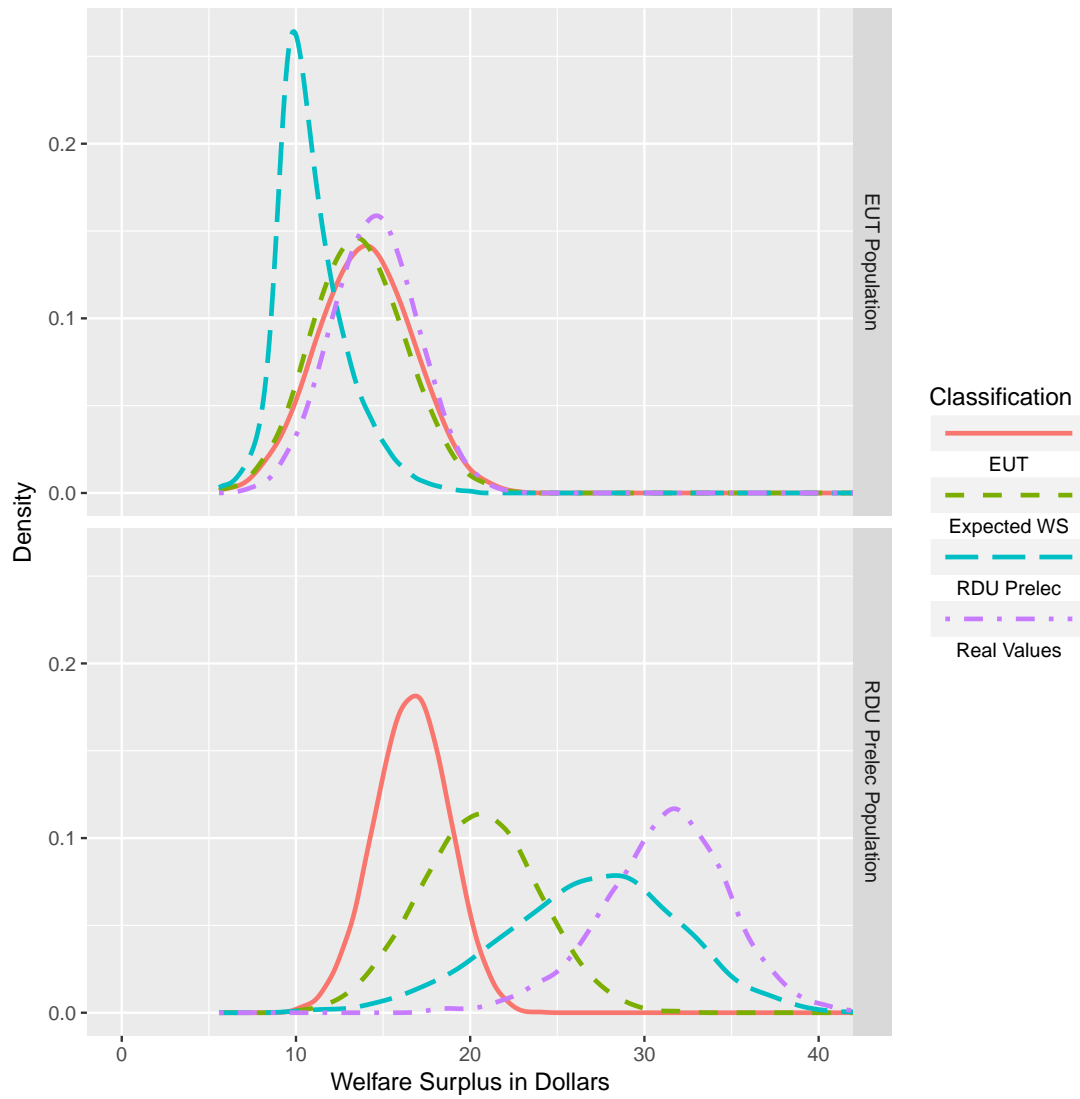 0.2
0.1
0.0
EUT Population
0.2
0.1
0.0
RDU Prelec Population
Density
0 10 20 30 40
Welfare Surplus in Dollars
Classification
EUT
Expected WS
RDU Prelec
Real Values